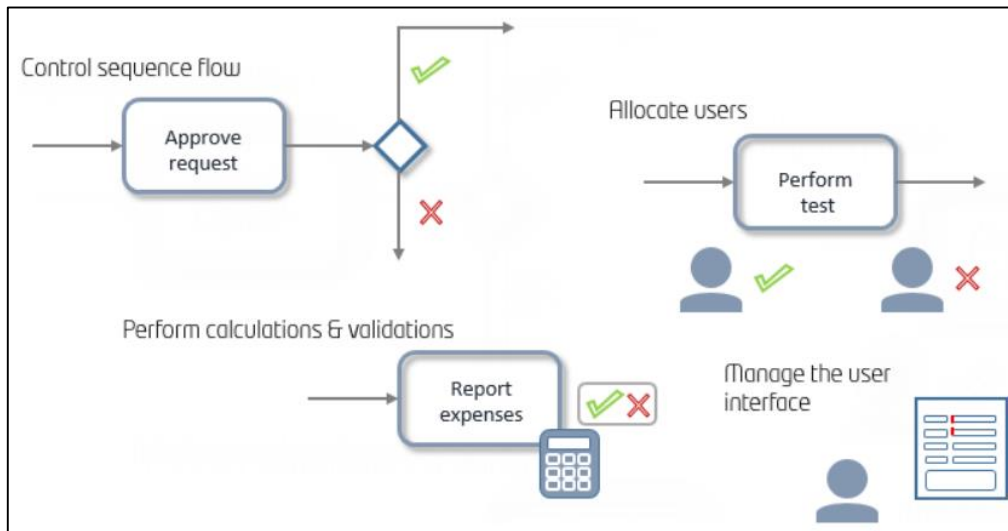 Control sequence flow
Approve
request
Allocate users
Perform
test
Perform calculations & validations
Report
expenses
Manage the user
interface